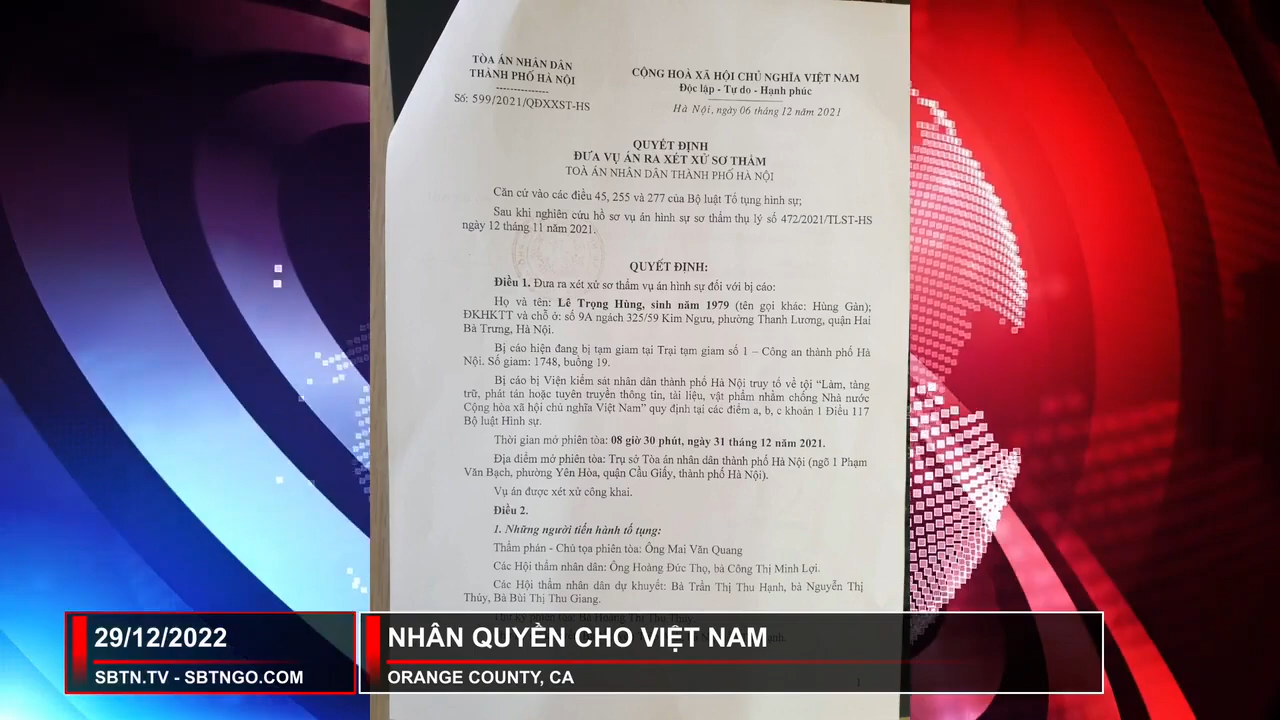 TÒA ÁN NHÂN DÂN
THÀNH PHỐ HÀ NỘI
---------------
Số: 599/2021/QĐXXST-HS
CỘNG HOÀ XÃ HỘI CHỦ NGHĨA VIỆT NAM
Độc lập - Tự do - Hạnh phúc
Hà Nội, ngày 06 tháng 12 năm 2021
QUYẾT ĐỊNH
ĐƯA VỤ ÁN RA XÉT XỬ SƠ THẨM
TOÀ ÁN NHÂN DÂN THÀNH PHỐ HÀ NỘI
Căn cứ vào các điều 45, 255 và 277 của Bộ luật Tố tụng hình sự;
Sau khi nghiên cứu hồ sơ vụ án hình sự sơ thẩm thụ lý số 472/2021/TLST-HS
ngày 12 tháng 11 năm 2021.
QUYẾT ĐỊNH:
Điều 1. Đưa ra xét xử sơ thẩm vụ án hình sự đối với bị cáo:
Họ và tên: Lê Trọng Hùng, sinh năm 1979 (tên gọi khác: Hùng Gàn);
ĐKHKTT và chỗ ở: số 9A ngách 325/59 Kim Ngưu, phường Thanh Lương, quận Hai
Bà Trưng, Hà Nội.
Bị cáo hiện đang bị tạm giam tại Trại tạm giam số 1 – Công an thành phố Hà
Nội. Số giam: 1748, buồng 19.
Bị cáo bị Viện kiểm sát nhân dân thành phố Hà Nội truy tố về tội “Làm, tàng
trữ, phát tán hoặc tuyên truyền thông tin, tài liệu, vật phẩm nhằm chống Nhà nước
Cộng hòa xã hội chủ nghĩa Việt Nam” quy định tại các điểm a, b, c khoản 1 Điều 117
Bộ luật Hình sự.
Thời gian mở phiên tòa: 08 giờ 30 phút, ngày 31 tháng 12 năm 2021.
Địa điểm mở phiên tòa: Trụ sở Tòa án nhân dân thành phố Hà Nội (ngõ 1 Phạm
Văn Bạch, phường Yên Hòa, quận Cầu Giấy, thành phố Hà Nội).
Vụ án được xét xử công khai.
Điều 2.
1. Những người tiến hành tố tụng:
Thẩm phán - Chủ tọa phiên tòa: Ông Mai Văn Quang
Các Hội thẩm nhân dân: Ông Hoàng Đức Thọ, bà Công Thị Minh Lợi.
Các Hội thẩm nhân dân dự khuyết: Bà Trần Thị Thu Hạnh, bà Nguyễn Thị
Thúy, Bà Bùi Thị Thu Giang.
Thư ký phiên tòa: Bà Hoàng Thị Thu Thủy.
29/12/2022
SBTN.TV - SBTNGO.COM
NHÂN QUYỀN CHO VIỆT NAM
ORANGE COUNTY, CA